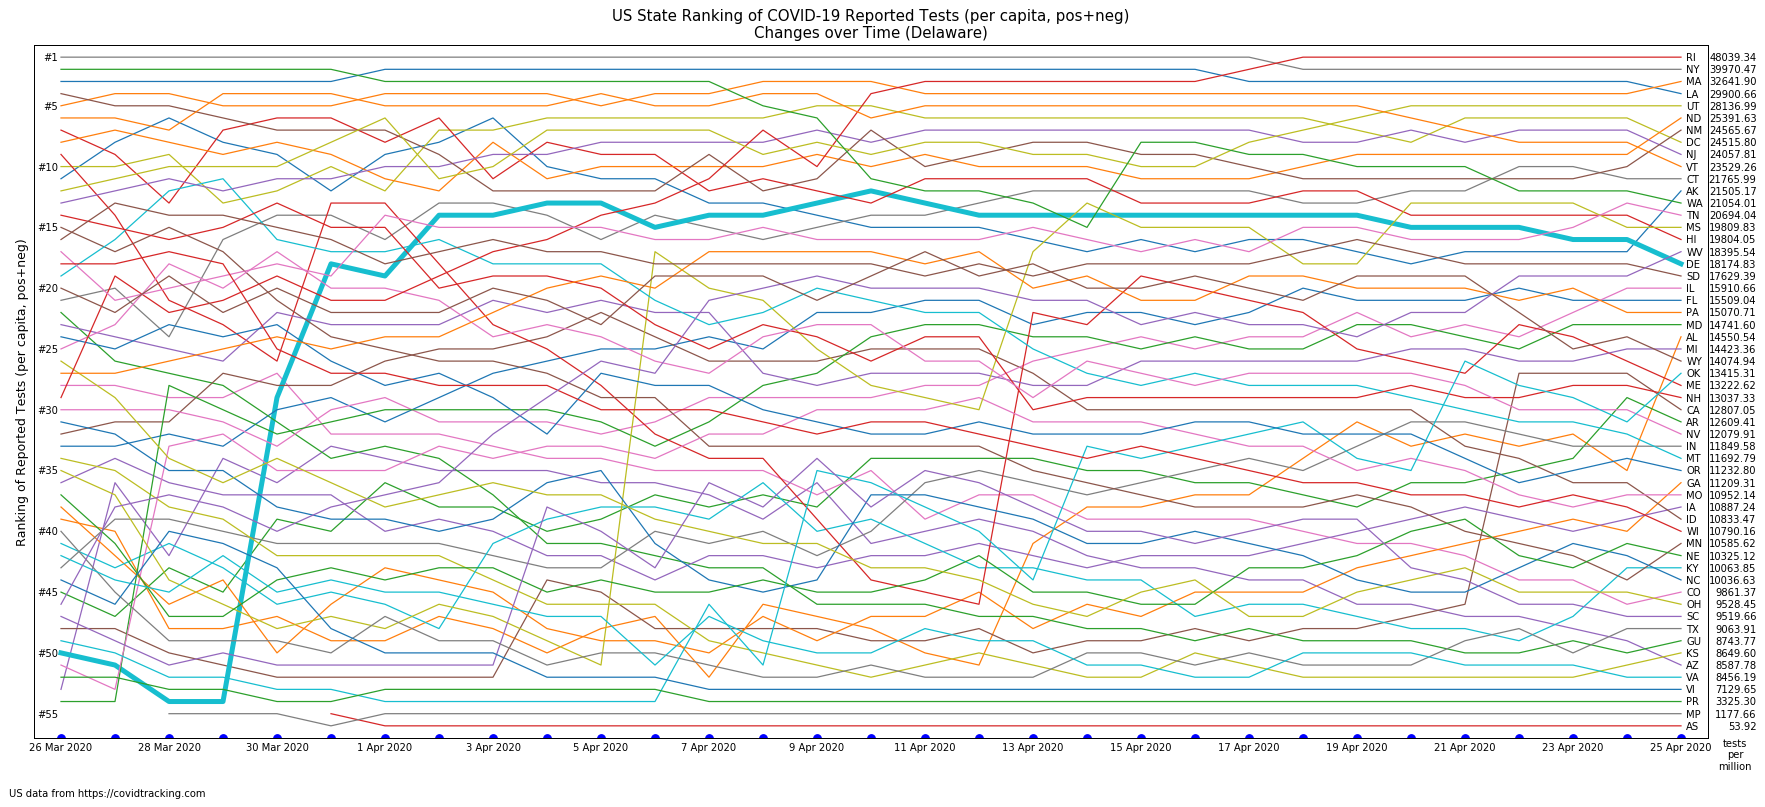 US State Ranking of COVID-19 Reported Tests (per capita, pos+neg)
Changes over Time (Delaware)
Ranking of Reported Tests (per capita, pos+neg)
#1
#5
#10
#15
#20
#25
#30
#35
#40
#45
#50
#55
RI 48039.34
NY 39970.47
MA 32641.90
LA 29900.66
UT 28136.99
ND 25391.63
NM 24565.67
DC 24515.80
NJ 24057.81
VT 23529.26
CT 21765.99
AK 21505.17
WA 21054.01
TN 20694.04
MS 19809.83
HI 19804.05
WV 18395.54
DE 18174.83
SD 17629.39
IL 15910.66
FL 15509.04
PA 15070.71
MD 14741.60
AL 14550.54
MI 14423.36
WY 14074.94
OK 13415.31
ME 13222.62
NH 13037.33
CA 12807.05
AR 12609.41
NV 12079.91
IN 11849.58
MT 11692.79
OR 11232.80
GA 11209.31
MO 10952.14
IA 10887.24
ID 10833.47
WI 10790.16
MN 10585.62
NE 10325.12
KY 10063.85
NC 10036.63
CO 9861.37
OH 9528.45
SC 9519.66
TX 9063.91
GU 8743.77
KS 8649.60
AZ 8587.78
VA 8456.19
VI 7129.65
PR 3325.30
MP 1177.66
AS 53.92
26 Mar 2020
28 Mar 2020
30 Mar 2020
1 Apr 2020
3 Apr 2020
5 Apr 2020
7 Apr 2020
9 Apr 2020
11 Apr 2020
13 Apr 2020
15 Apr 2020
17 Apr 2020
19 Apr 2020
21 Apr 2020
23 Apr 2020
25 Apr 2020
tests
per
million
US data from https://covidtracking.com